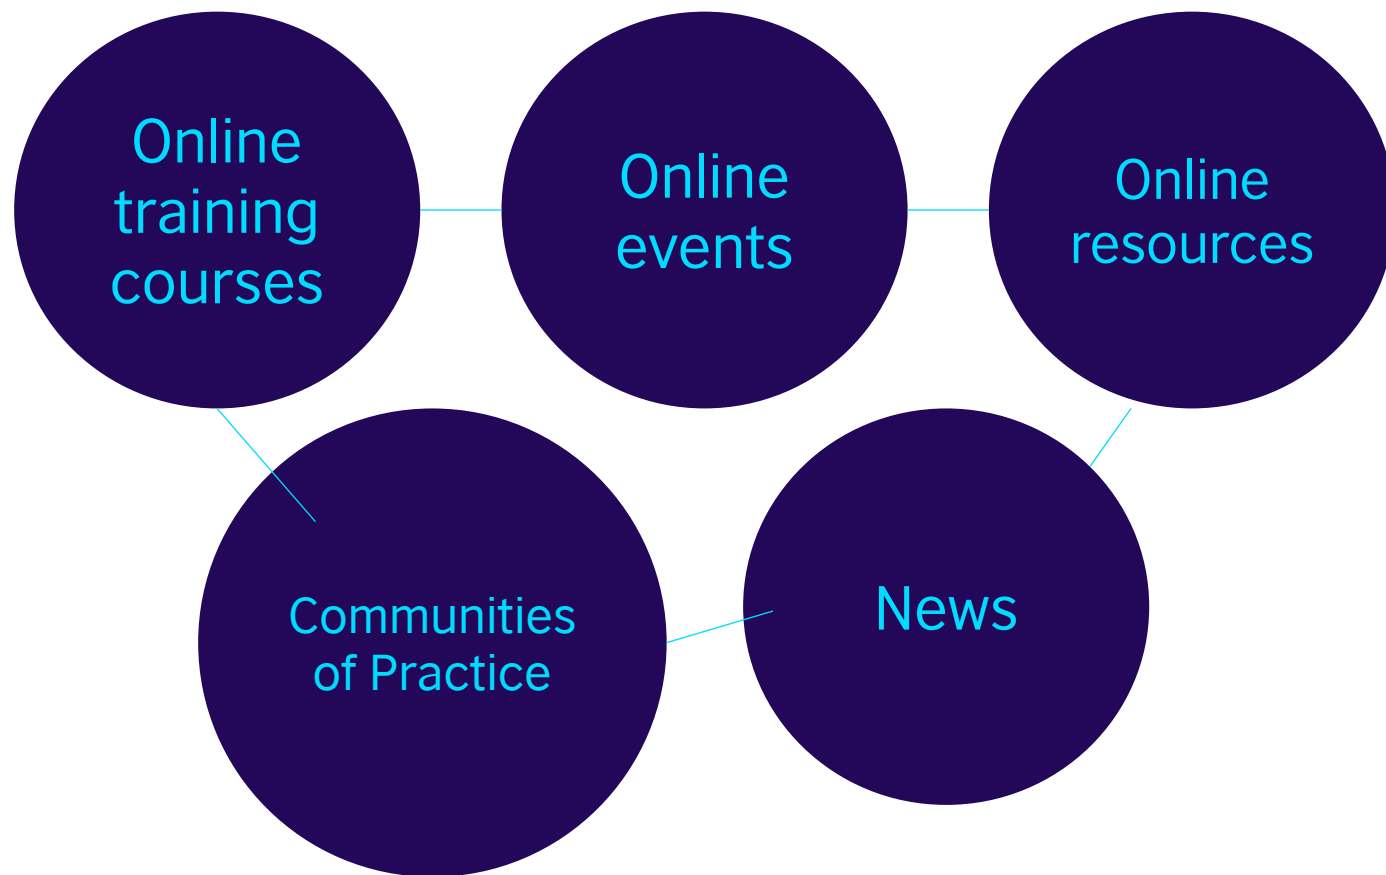 Online
training
courses
Online
events
Online
resources
Communities
of Practice
News